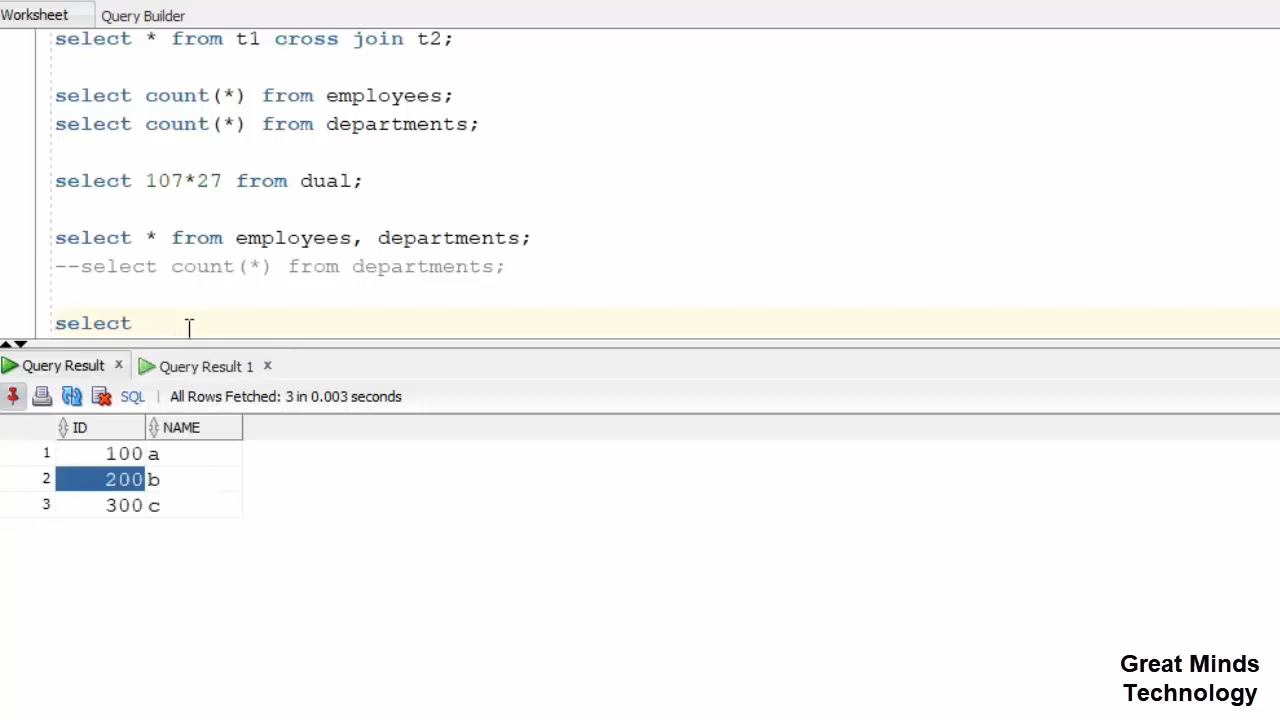 Worksheet Query Builder
select * from t1 cross join t2;
select count(*) from employees;
select count(*) from departments;
select 107*27 from dual;
select * from employees, departments;
--select count(*) from departments;
select
Query Result x Query Result 1 x
SQL | All Rows Fetched: 3 in 0.003 seconds
ID NAME
1 100 a
2 200 b
3 300 c
Great Minds
Technology